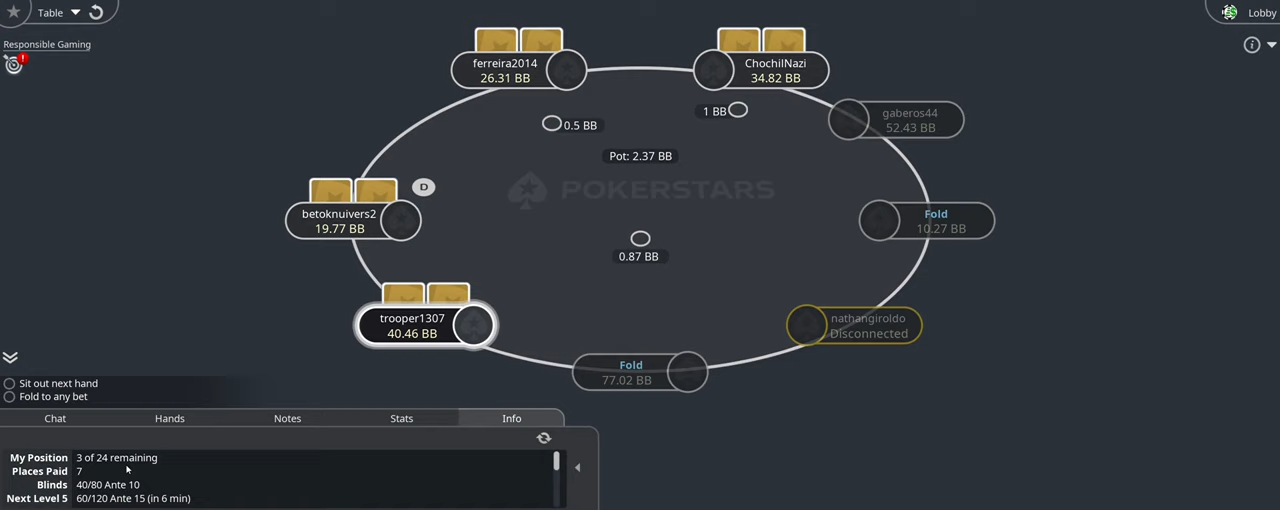 Table
Lobby
Responsible Gaming
!
ferreira2014
26.31 BB
ChochilNazi
34.82 BB
gaberos44
52.43 BB
0.5 BB
1 BB
Pot: 2.37 BB
POKERSTARS
D
betoknuivers2
19.77 BB
Fold
10.27 BB
0.87 BB
trooper1307
40.46 BB
nathangiroldo
Disconnected
Fold
77.02 BB
Sit out next hand
Fold to any bet
Chat
Hands
Notes
Stats
Info
My Position 3 of 24 remaining
Places Paid 7
Blinds 40/80 Ante 10
Next Level 5 60/120 Ante 15 (in 6 min)